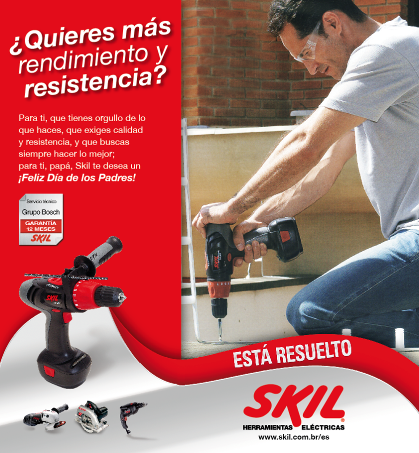 ¿Quieres más
rendimiento y
resistencia?
Para ti, que tienes orgullo de lo
que haces, que exiges calidad
y resistencia, y que buscas
siempre hacer lo mejor;
para ti, papá, Skil te desea un
¡Feliz Día de los Padres!
Servicio técnico
Grupo Bosch
GARANTÍA
12 MESES
SKIL
ESTÁ RESUELTO
SKIL
HERRAMIENTAS ELÉCTRICAS
www.skil.com.br/es